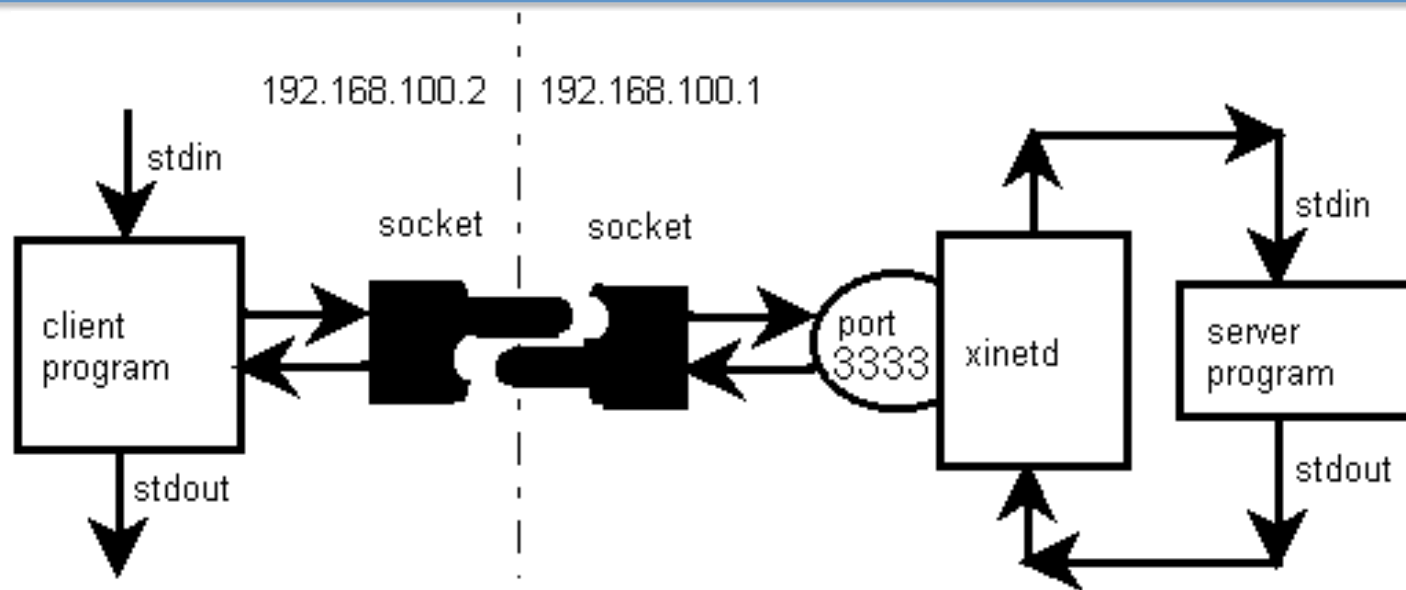 192.168.100.2
192.168.100.1
stdin
stdin
socket
socket
client
program
port
3333
xinetd
server
program
stdout
stdout